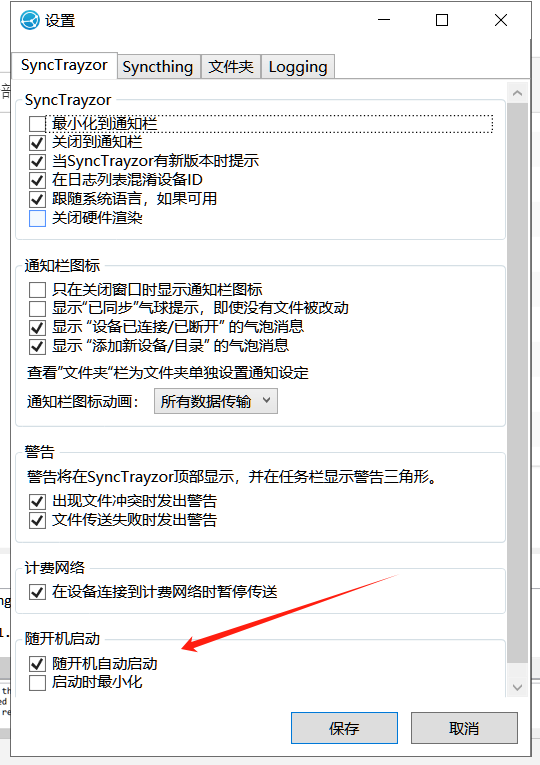 设置
SyncTrayzor
Syncthing
文件夹
Logging
SyncTrayzor
最小化到通知栏
关闭到通知栏
当SyncTrayzor有新版本时提示
在日志列表混淆设备ID
跟随系统语言，如果可用
关闭硬件渲染
通知栏图标
只在关闭窗口时显示通知栏图标
显示“已同步”气球提示，即使没有文件被改动
显示 “设备已连接/已断开” 的气泡消息
显示 “添加新设备/目录” 的气泡消息
查看”文件夹“栏为文件夹单独设置通知设定
通知栏图标动画：
所有数据传输
警告
警告将在SyncTrayzor顶部显示，并在任务栏显示警告三角形。
出现文件冲突时发出警告
文件传送失败时发出警告
计费网络
在设备连接到计费网络时暂停传送
随开机启动
随开机自动启动
启动时最小化
保存
取消
ng
1.
th
ed
re